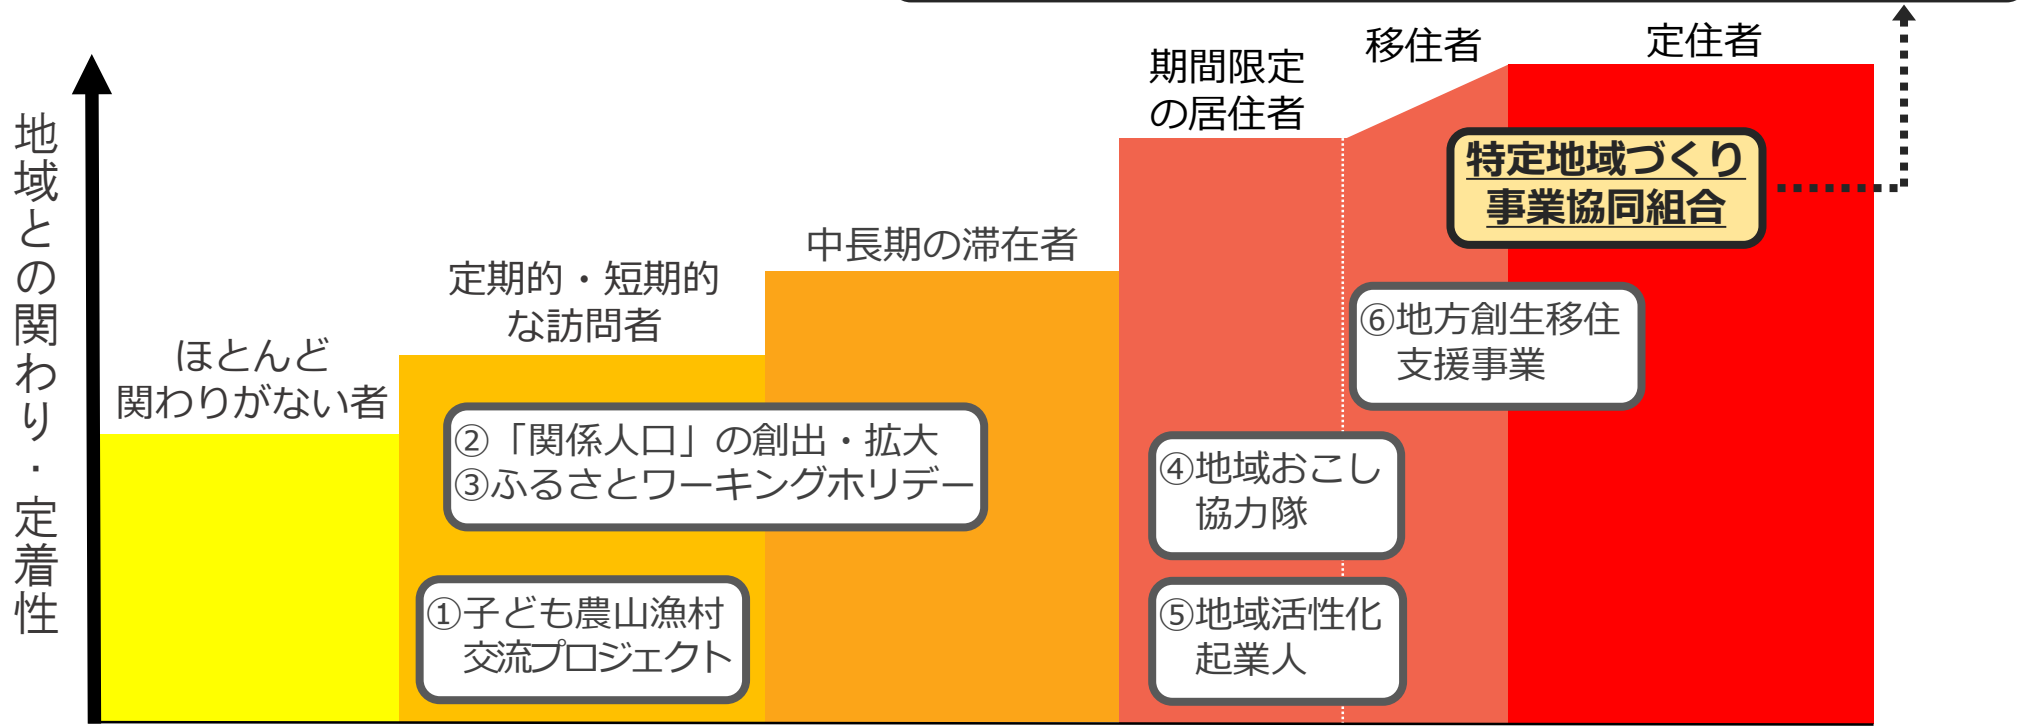 地域との関わり・定着性
ほとんど
関わりがない者
定期的・短期的
な訪問者
中長期の滞在者
期間限定
の居住者
移住者
定住者
特定地域づくり
事業協同組合
⑥地方創生移住
支援事業
②「関係人口」の創出・拡大
③ふるさとワーキングホリデー
④地域おこし
協力隊
①子ども農山漁村
交流プロジェクト
⑤地域活性化
起業人